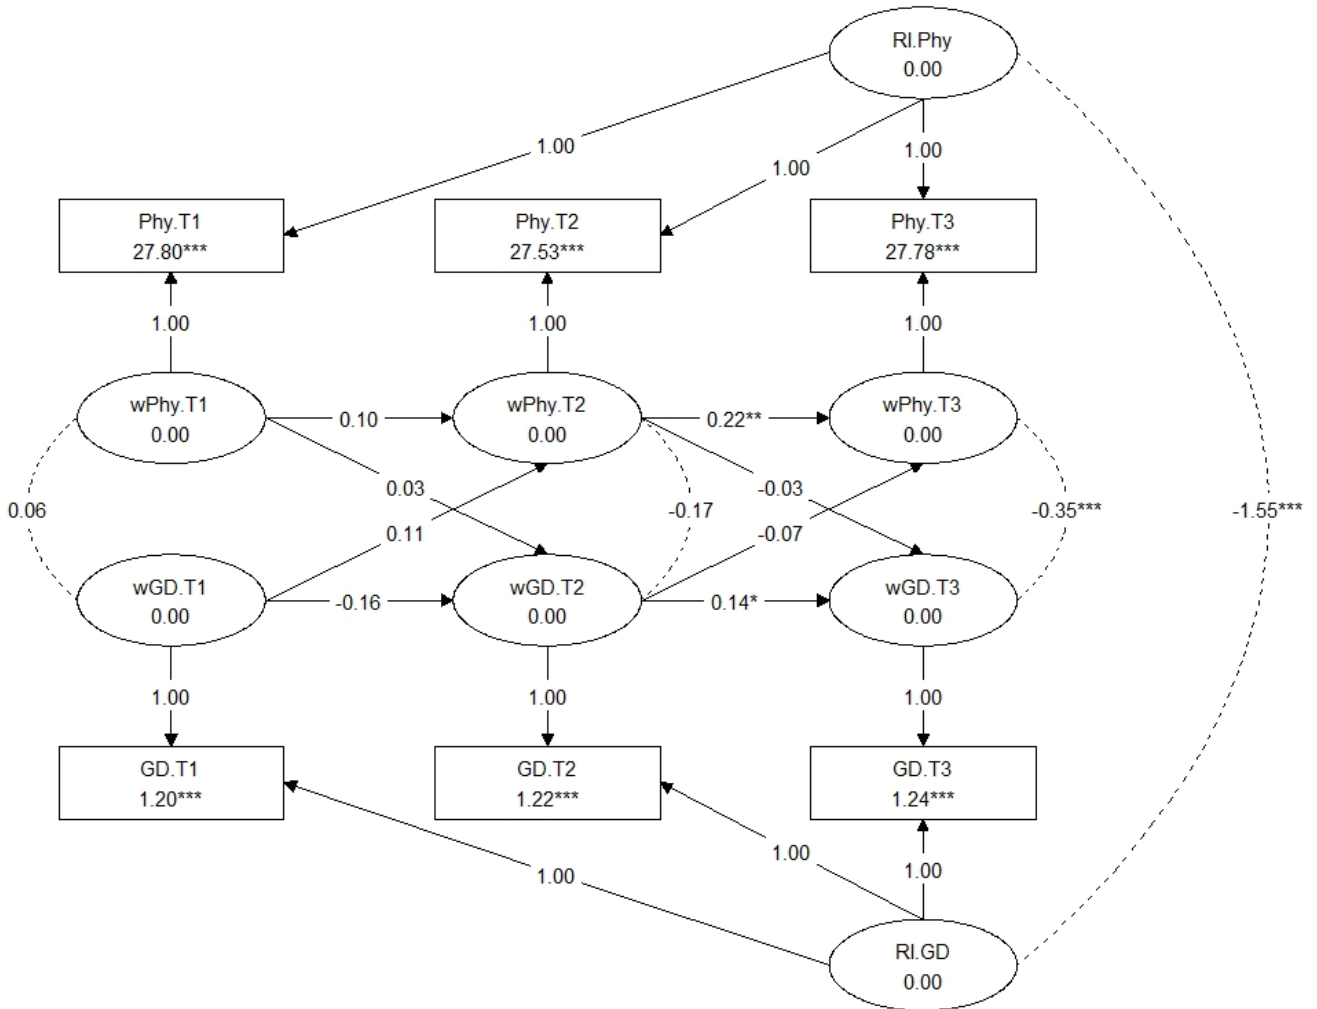 RI.Phy
0.00
1.00
1.00
1.00
Phy.T1
27.80***
Phy.T2
27.53***
Phy.T3
27.78***
1.00
1.00
1.00
wPhy.T1
0.00
0.10
wPhy.T2
0.00
0.22**
wPhy.T3
0.00
0.03
-0.03
0.06
-0.17
-0.35***
-1.55***
0.11
-0.07
wGD.T1
0.00
-0.16
wGD.T2
0.00
0.14*
wGD.T3
0.00
1.00
1.00
1.00
GD.T1
1.20***
GD.T2
1.22***
GD.T3
1.24***
1.00
1.00
1.00
RI.GD
0.00